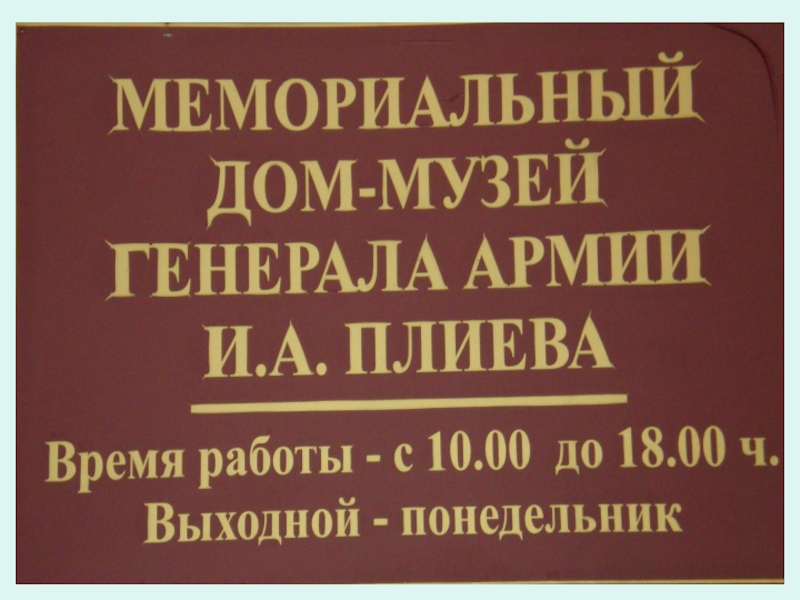 МЕМОРИАЛЬНЫЙ
ДОМ-МУЗЕЙ
ГЕНЕРАЛА АРМИИ
И.А. ПЛИЕВА
Время работы - с 10.00 до 18.00 ч.
Выходной - понедельник